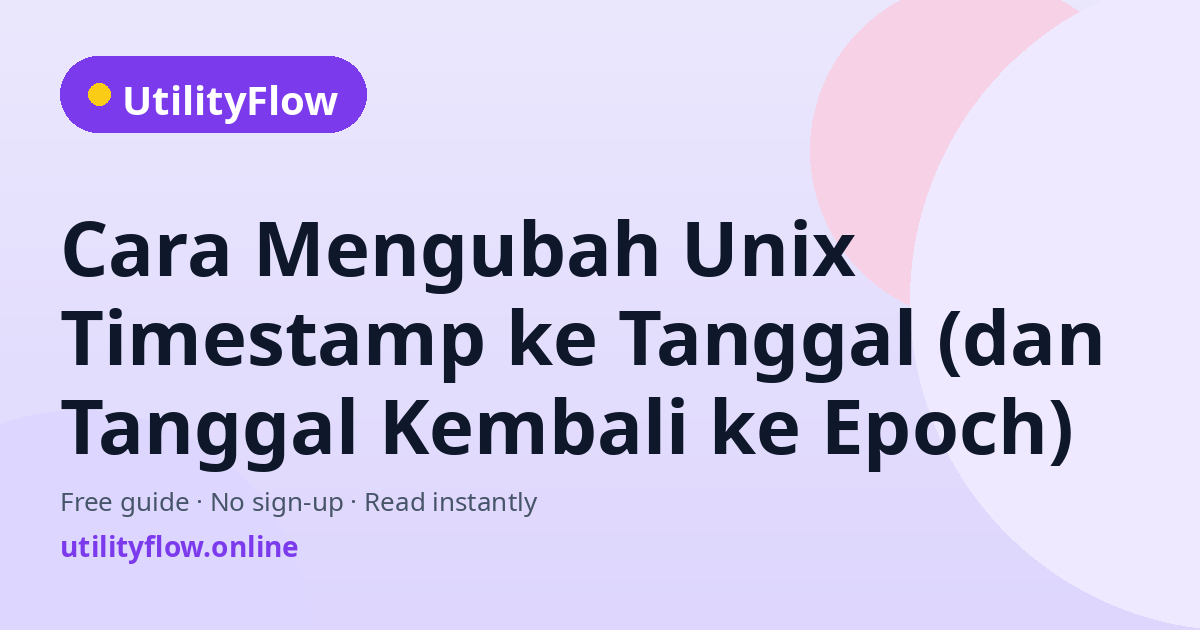 UtilityFlow
Cara Mengubah Unix
Timestamp ke Tanggal (dan
Tanggal Kembali ke Epoch)
Free guide · No sign-up · Read instantly
utilityflow.online